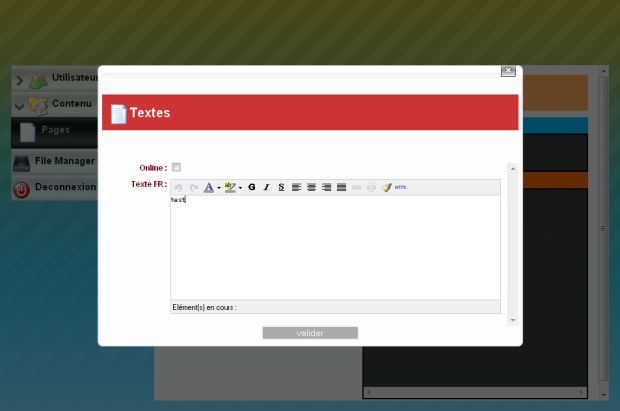 Utilisateur
Contenu
Pages
File Manager
Deconnexion
Textes
Online :
Texte FR :
A G I S HTML
test
Elément(s) en cours :
valider